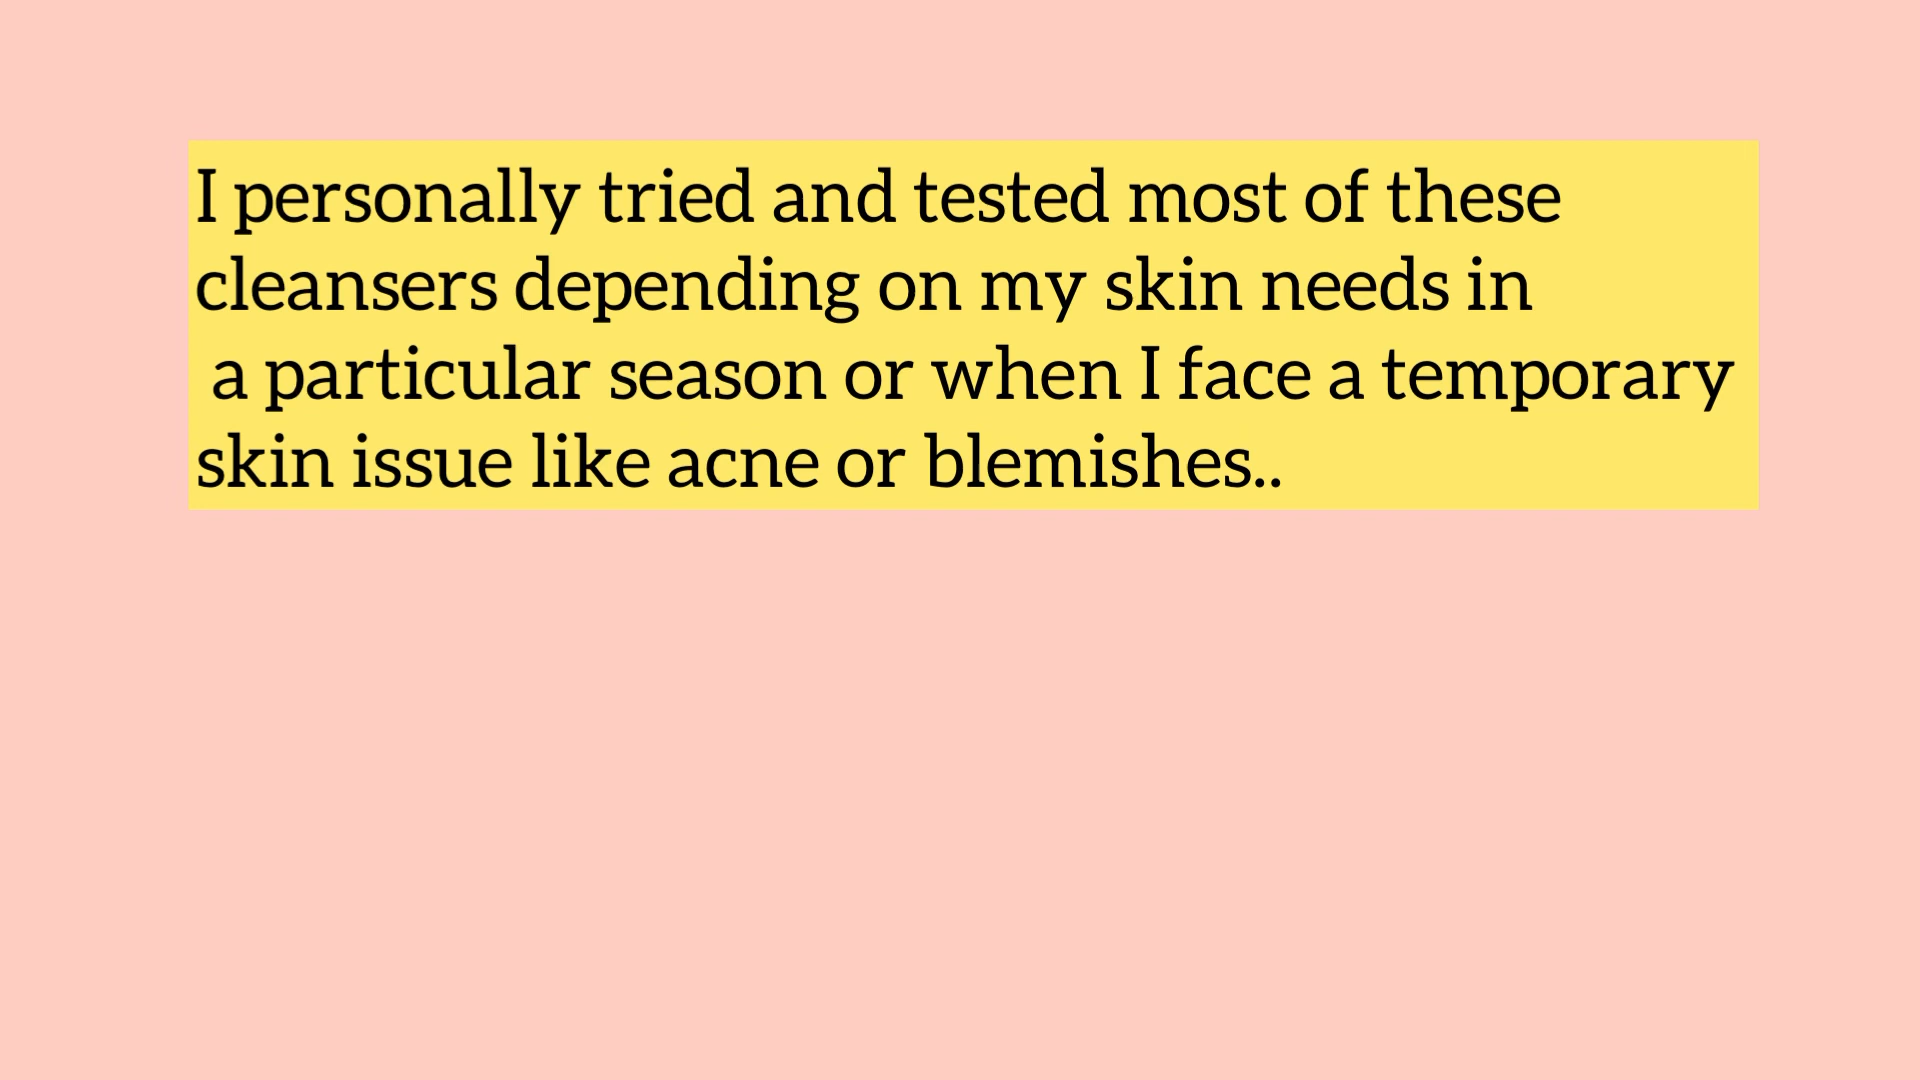 I personally tried and tested most of these
cleansers depending on my skin needs in
a particular season or when I face a temporary
skin issue like acne or blemishes..